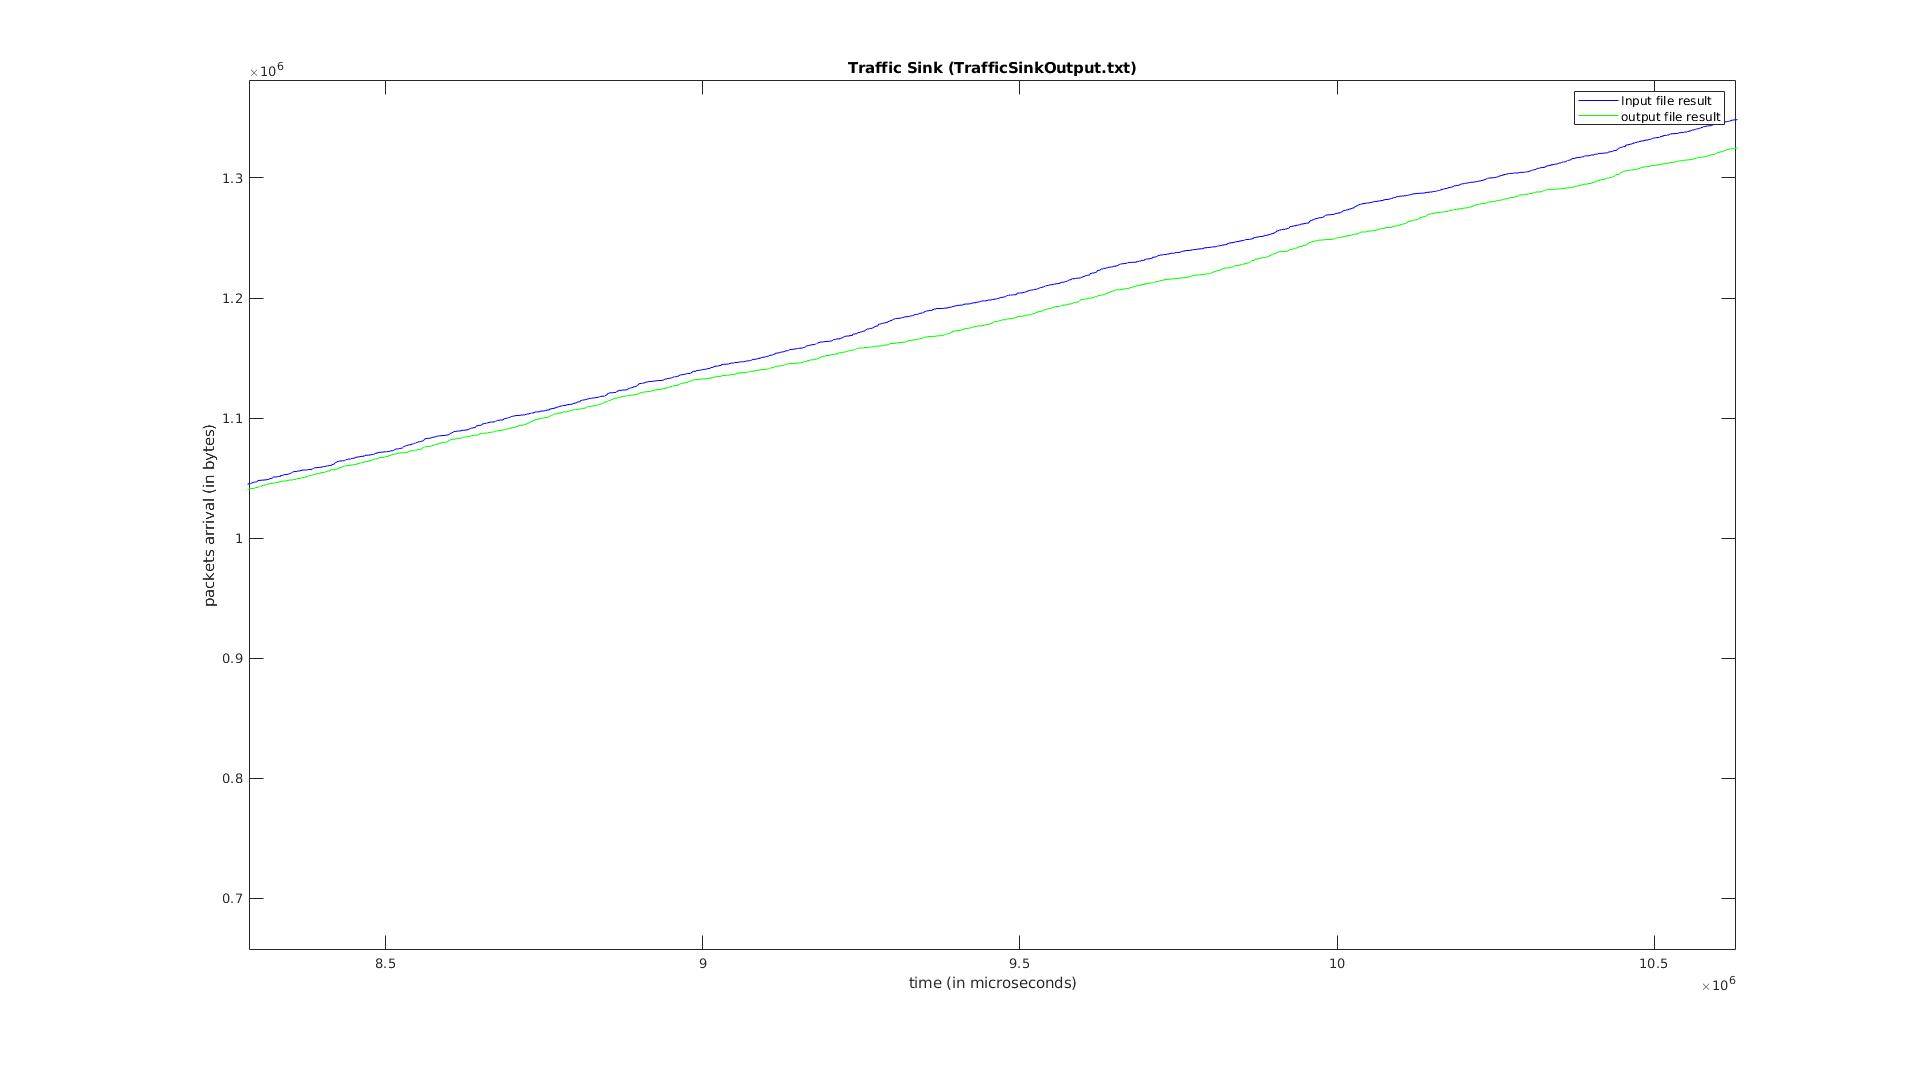 Traffic Sink (TrafficSinkOutput.txt)
×10^6
Input file result
output file result
packets arrival (in bytes)
1.3
1.2
1.1
1
0.9
0.8
0.7
8.5 9 9.5 10 10.5
time (in microseconds)
×10^6